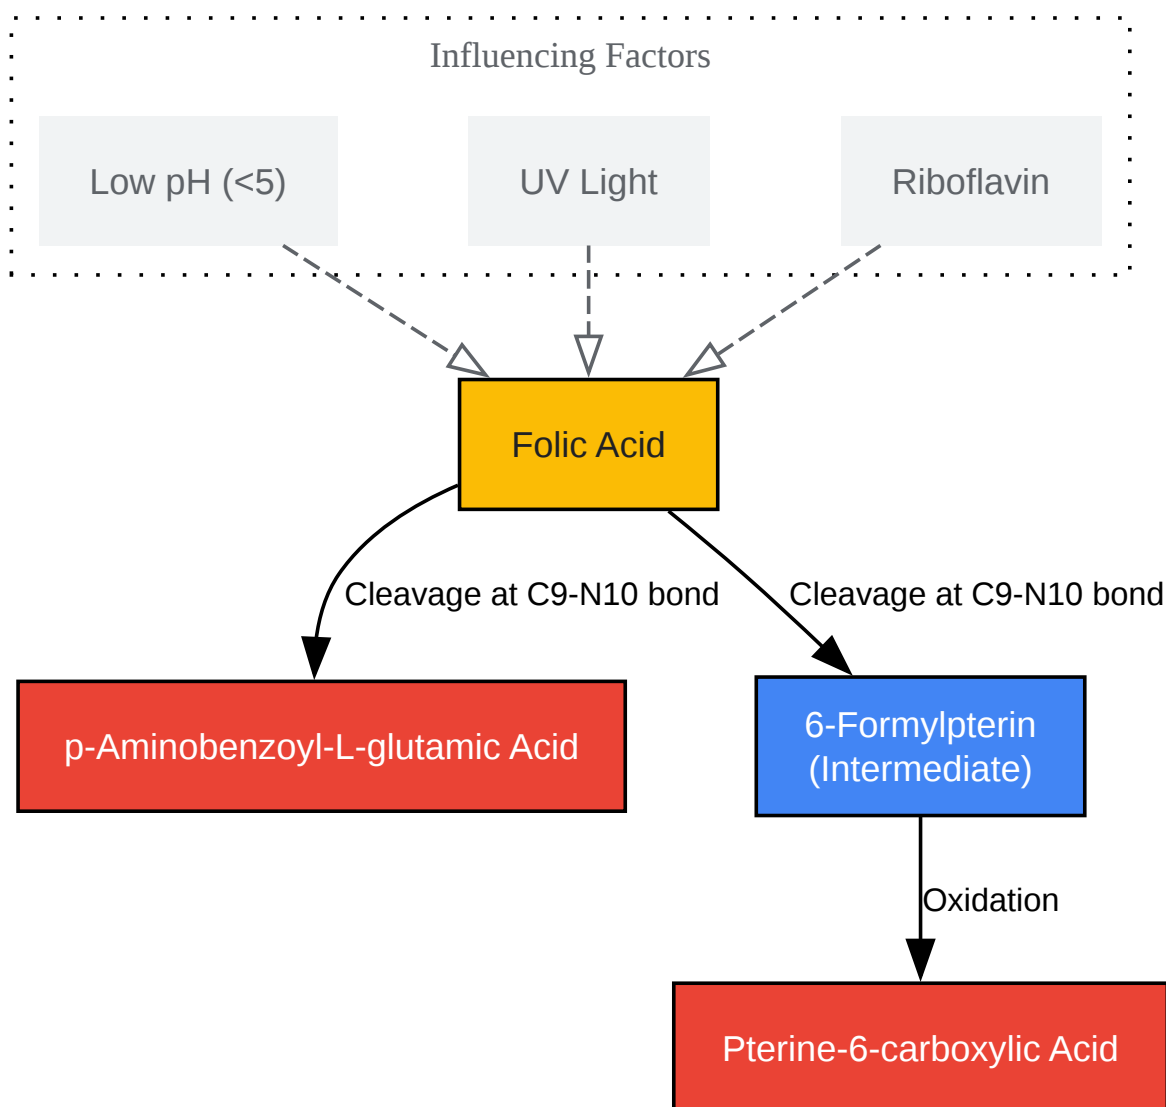 Influencing Factors
Low pH (<5)
UV Light
Riboflavin
Folic Acid
Cleavage at C9-N10 bond
Cleavage at C9-N10 bond
p-Aminobenzoyl-L-glutamic Acid
6-Formylpterin
(Intermediate)
Oxidation
Pterine-6-carboxylic Acid